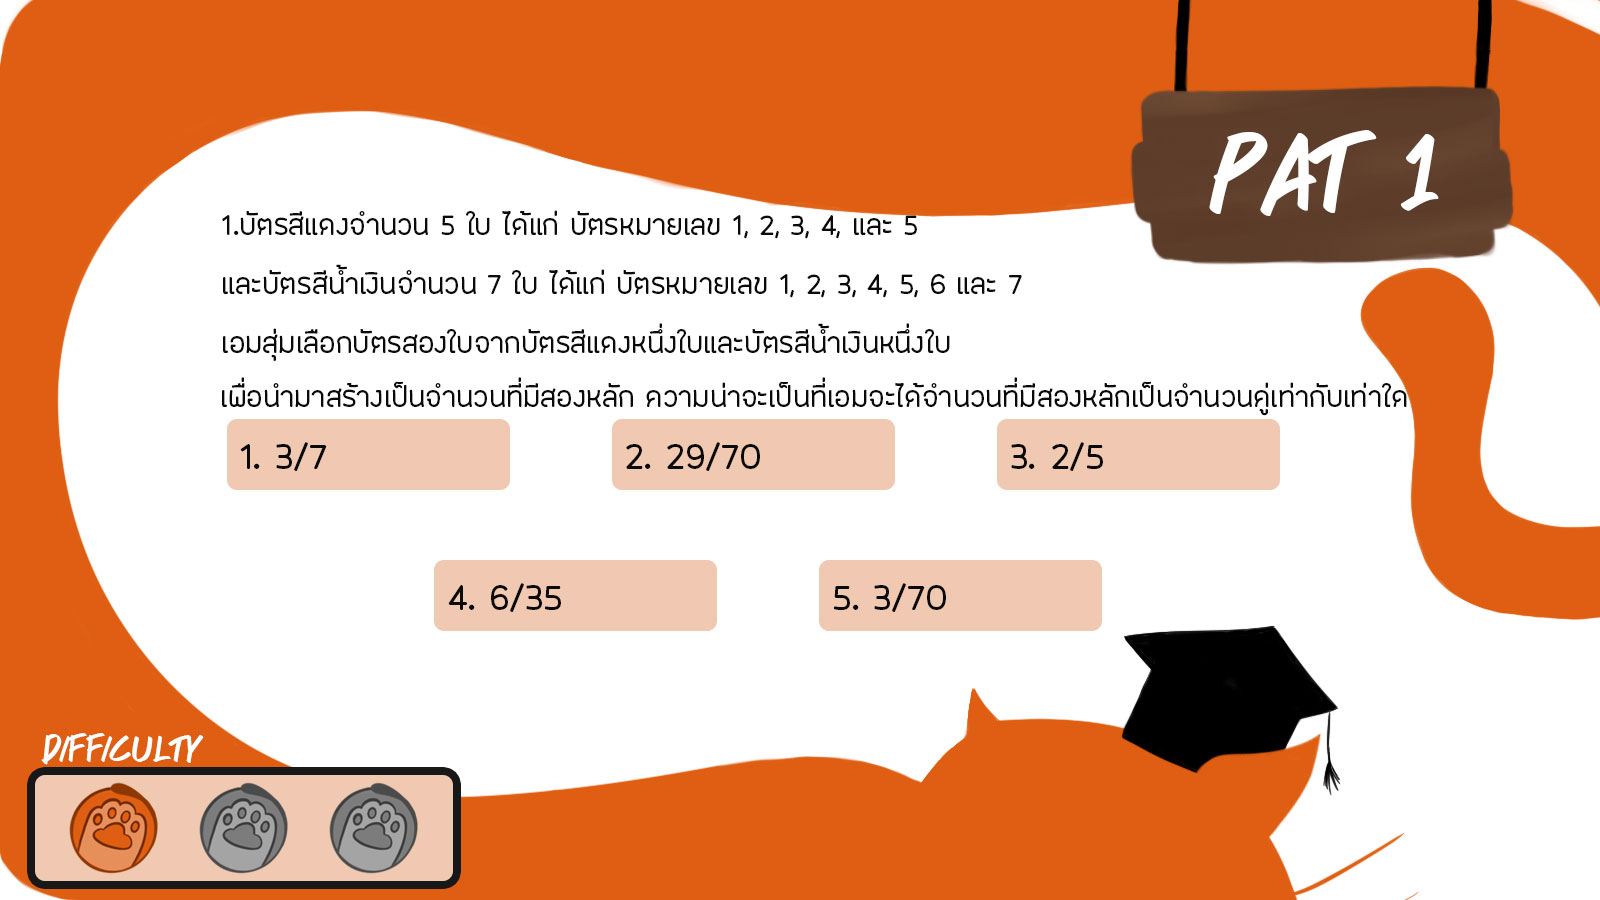 PAT 1
1.บัตรสีแดงจำนวน 5 ใบ ได้แก่ บัตรหมายเลข 1, 2, 3, 4, และ 5
และบัตรสีน้ำเงินจำนวน 7 ใบ ได้แก่ บัตรหมายเลข 1, 2, 3, 4, 5, 6 และ 7
เอมสุ่มเลือกบัตรสองใบจากบัตรสีแดงหนึ่งใบและบัตรสีน้ำเงินหนึ่งใบ
เพื่อนำมาสร้างเป็นจำนวนที่มีสองหลัก ความน่าจะเป็นที่เอมจะได้จำนวนที่มีสองหลักเป็นจำนวนคู่เท่ากับเท่าใด
1. 3/7
2. 29/70
3. 2/5
4. 6/35
5. 3/70
DIFFICULTY